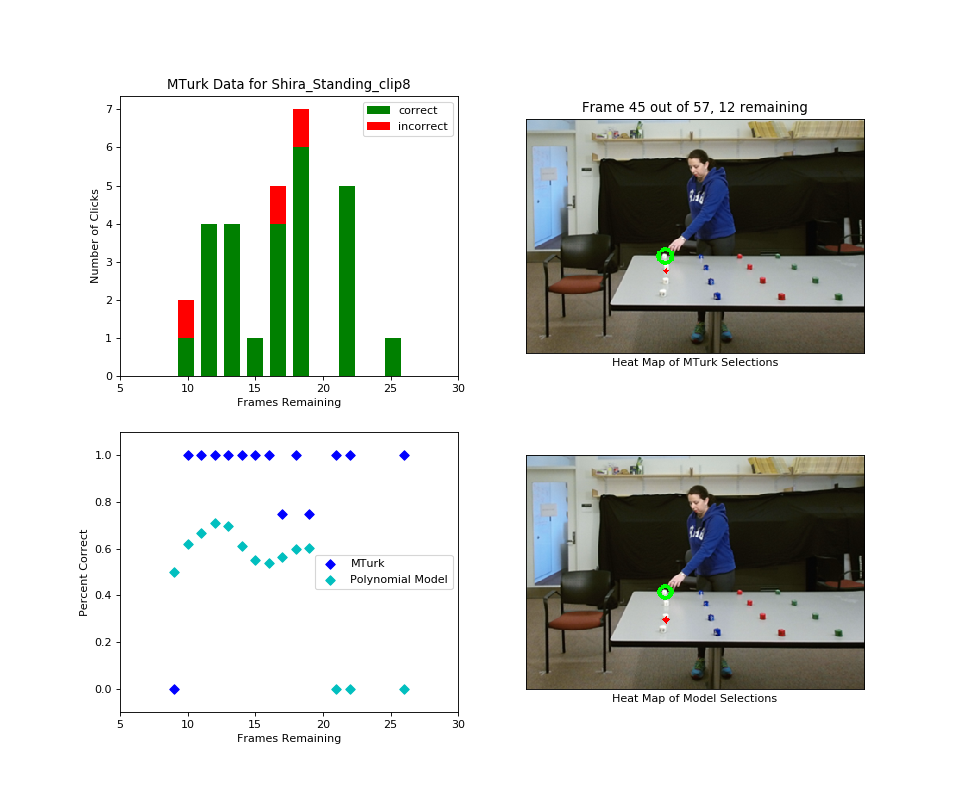 MTurk Data for Shira_Standing_clip8
7
6
5
4
3
2
1
0
Number of Clicks
correct
incorrect
5 10 15 20 25 30
Frames Remaining
Frame 45 out of 57, 12 remaining
Heat Map of MTurk Selections
1.0
0.8
0.6
0.4
0.2
0.0
Percent Correct
MTurk
Polynomial Model
5 10 15 20 25 30
Frames Remaining
Heat Map of Model Selections